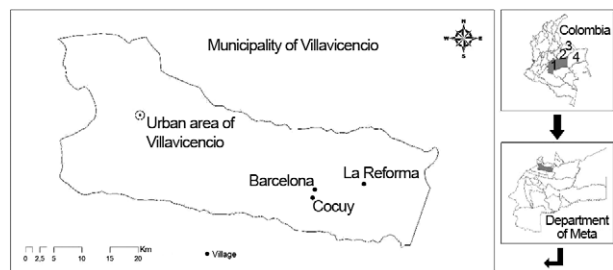 Municipality of Villavicencio
N
W E
S
Urban area of
Villavicencio
Barcelona
La Reforma
Cocuy
Km
0 2,5 5 10 20
Village
Colombia
3
2
1 4
Department
of Meta